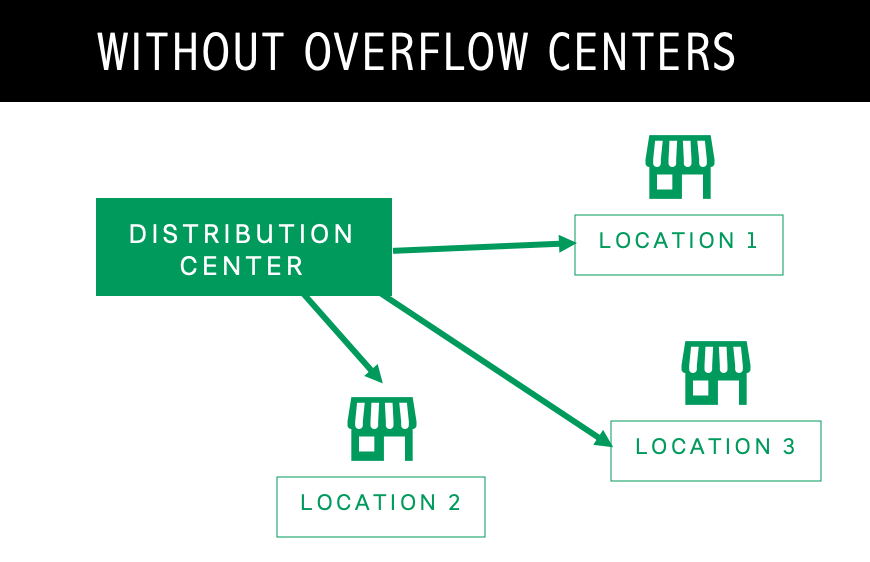 WITHOUT OVERFLOW CENTERS
DISTRIBUTION
CENTER
LOCATION 1
LOCATION 3
LOCATION 2